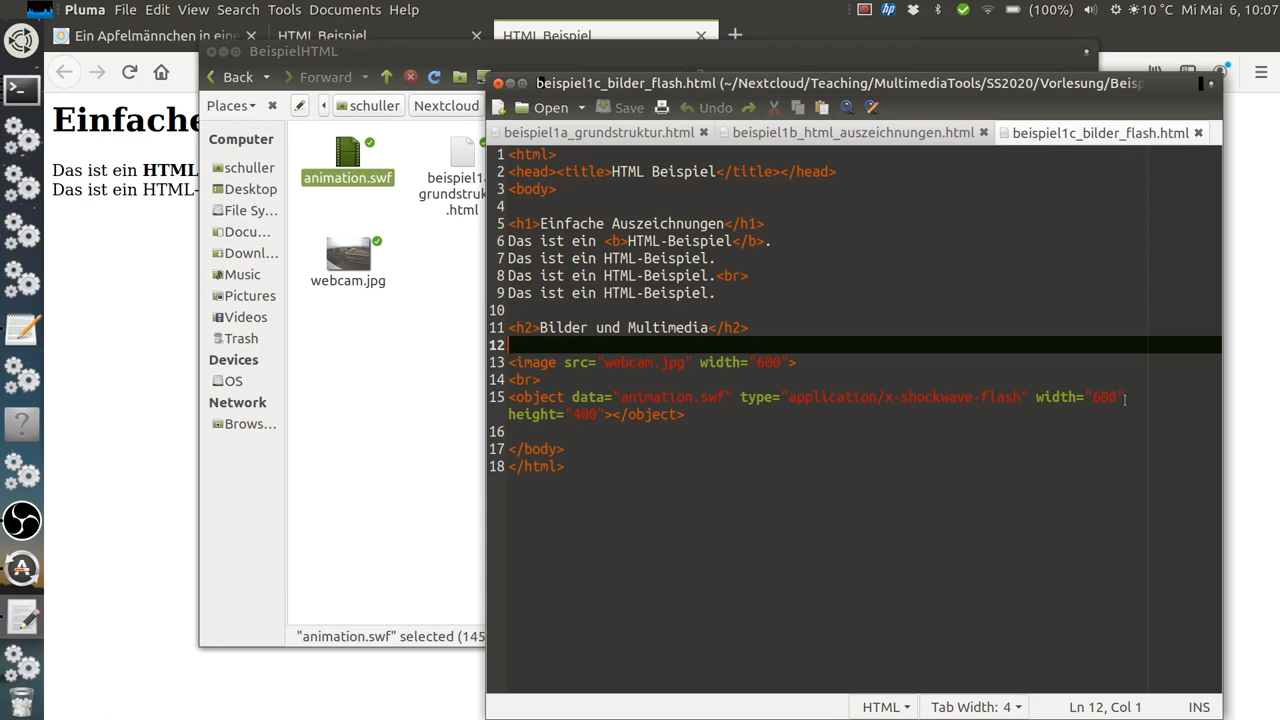 Pluma File Edit View Search Tools Documents Help
(100%) 10 °C Mi Mai 6, 10:07
Ein Apfelmännchen in eine
HTML Beispiel
HTML Beispiel
BeispielHTML
Back
Forward
Places
schuller
Nextcloud
Computer
schuller
Desktop
File Sy...
Docu...
Downl...
Music
Pictures
Videos
Trash
Devices
OS
Network
Brows...
animation.swf
beispiel1a_
grundstruk
.html
webcam.jpg
"animation.swf" selected (145
Einfache
Das ist ein HTML
Das ist ein HTML-
beispiel1c_bilder_flash.html (~/Nextcloud/Teaching/MultimediaTools/SS2020/Vorlesung/Beisp
Open
Save
Undo
beispiel1a_grundstruktur.html
beispiel1b_html_auszeichnungen.html
beispiel1c_bilder_flash.html
1 <html>
2 <head><title>HTML Beispiel</title></head>
3 <body>
4
5 <h1>Einfache Auszeichnungen</h1>
6 Das ist ein <b>HTML-Beispiel</b>.
7 Das ist ein HTML-Beispiel.
8 Das ist ein HTML-Beispiel.<br>
9 Das ist ein HTML-Beispiel.
10
11 <h2>Bilder und Multimedia</h2>
12
13 <image src="webcam.jpg" width="600">
14 <br>
15 <object data="animation.swf" type="application/x-shockwave-flash" width="600"
height="400"></object>
16
17 </body>
18 </html>
HTML
Tab Width: 4
Ln 12, Col 1
INS